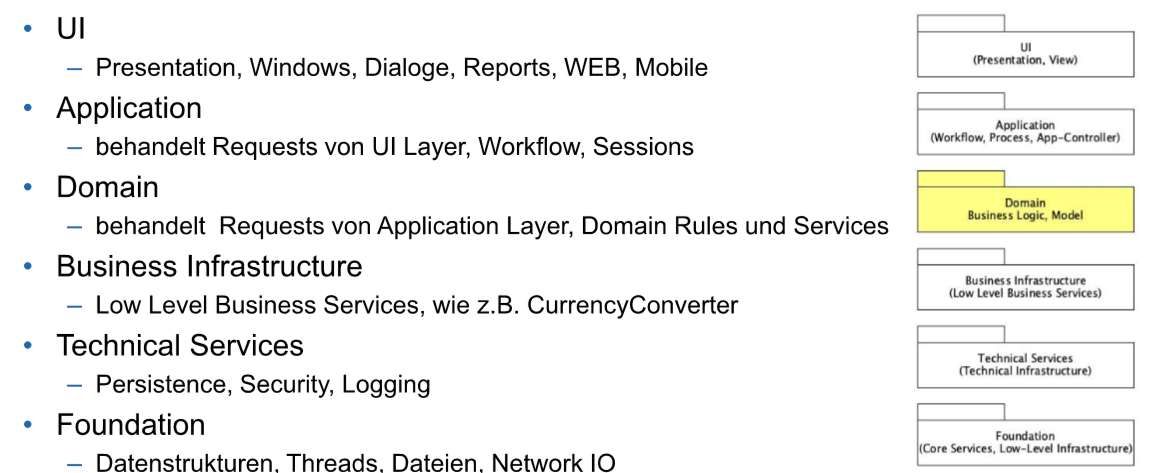 • UI
– Presentation, Windows, Dialoge, Reports, WEB, Mobile
• Application
– behandelt Requests von UI Layer, Workflow, Sessions
• Domain
– behandelt  Requests von Application Layer, Domain Rules und Services
• Business Infrastructure
– Low Level Business Services, wie z.B. CurrencyConverter
• Technical Services
– Persistence, Security, Logging
• Foundation
– Datenstrukturen, Threads, Dateien, Network IO
UI
(Presentation, View)
Application
(Workflow, Process, App-Controller)
Domain
Business Logic, Model
Business Infrastructure
(Low Level Business Services)
Technical Services
(Technical Infrastructure)
Foundation
(Core Services, Low-Level Infrastructure)